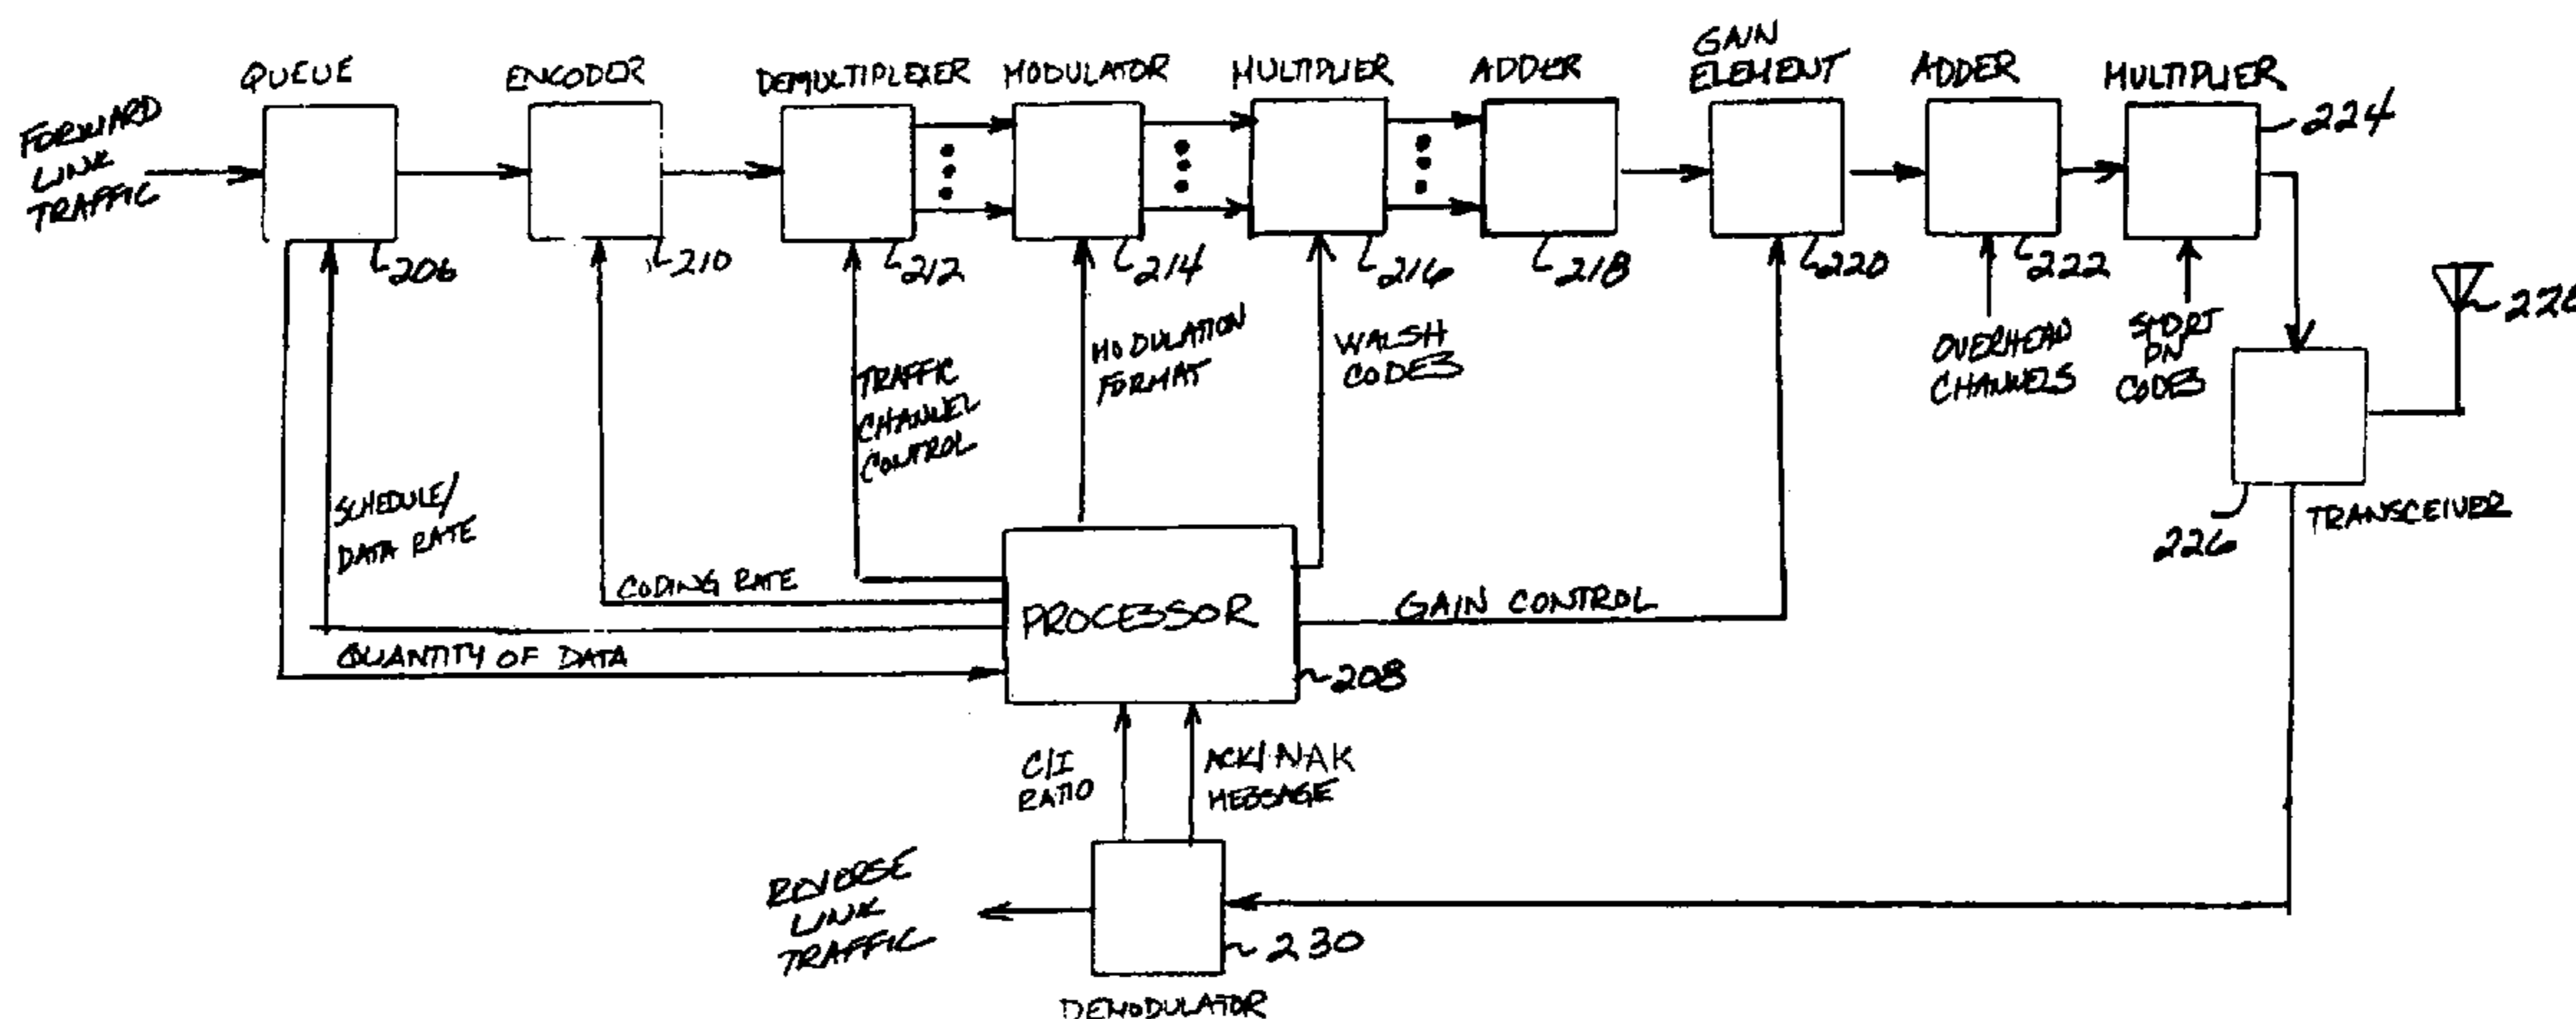 QUEUE
ENCODER
DEMULTIPLEXER
MODULATOR
MULTIPLIER
ADDER
GAIN
ELEMENT
ADDER
MULTIPLIER
224
FORWARD
LINK
TRAFFIC
206
210
212
214
216
218
220
222
SCHEDULE/
DATA RATE
TRAFFIC
CHANNEL
CONTROL
MODULATION
FORMAT
WALSH
CODES
OVERHEAD
CHANNELS
SHORT
PN
CODES
TRANSCEIVER
226
CODING RATE
QUANTITY OF DATA
PROCESSOR
208
GAIN CONTROL
C/I
RATIO
ACK/NAK
MESSAGE
REVERSE
LINK
TRAFFIC
230
DEMODULATOR